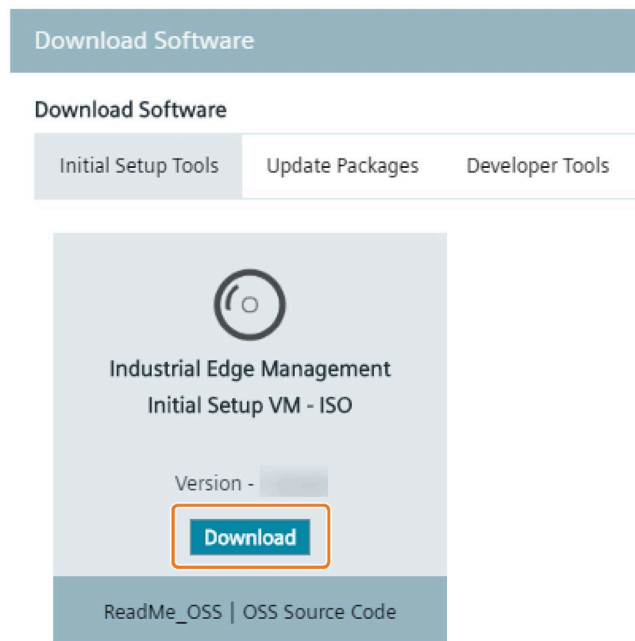 Download Software
Download Software
Initial Setup Tools Update Packages Developer Tools
Industrial Edge Management
Initial Setup VM - ISO
Version -
Download
ReadMe_OSS | OSS Source Code